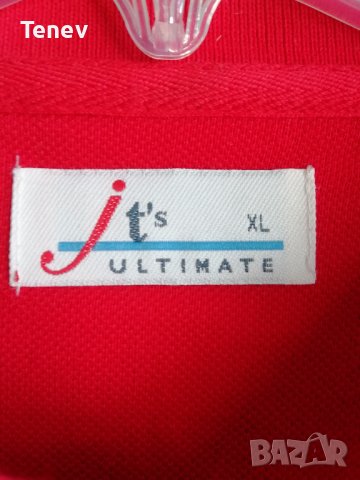 Tenev
jt's XL
ULTIMATE
BAZAR